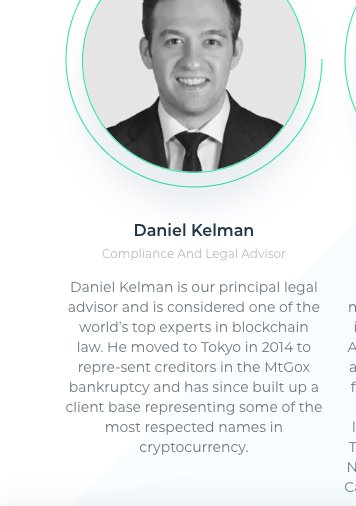 Daniel Kelman
Compliance And Legal Advisor
Daniel Kelman is our principal legal
advisor and is considered one of the
world's top experts in blockchain
law. He moved to Tokyo in 2014 to
repre-sent creditors in the MtGox
bankruptcy and has since built up a
client base representing some of the
most respected names in
cryptocurrency.